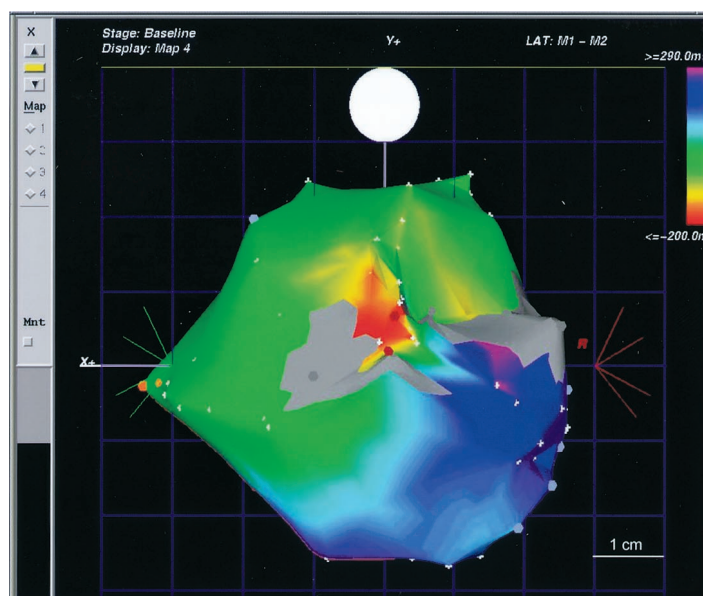 X
Stage: Baseline
Display: Map 4
Y+
LAT: M1 - M2
>=290.0m
Map
1
2
3
4
<=-200.0m
Mnt
X+
R
1 cm